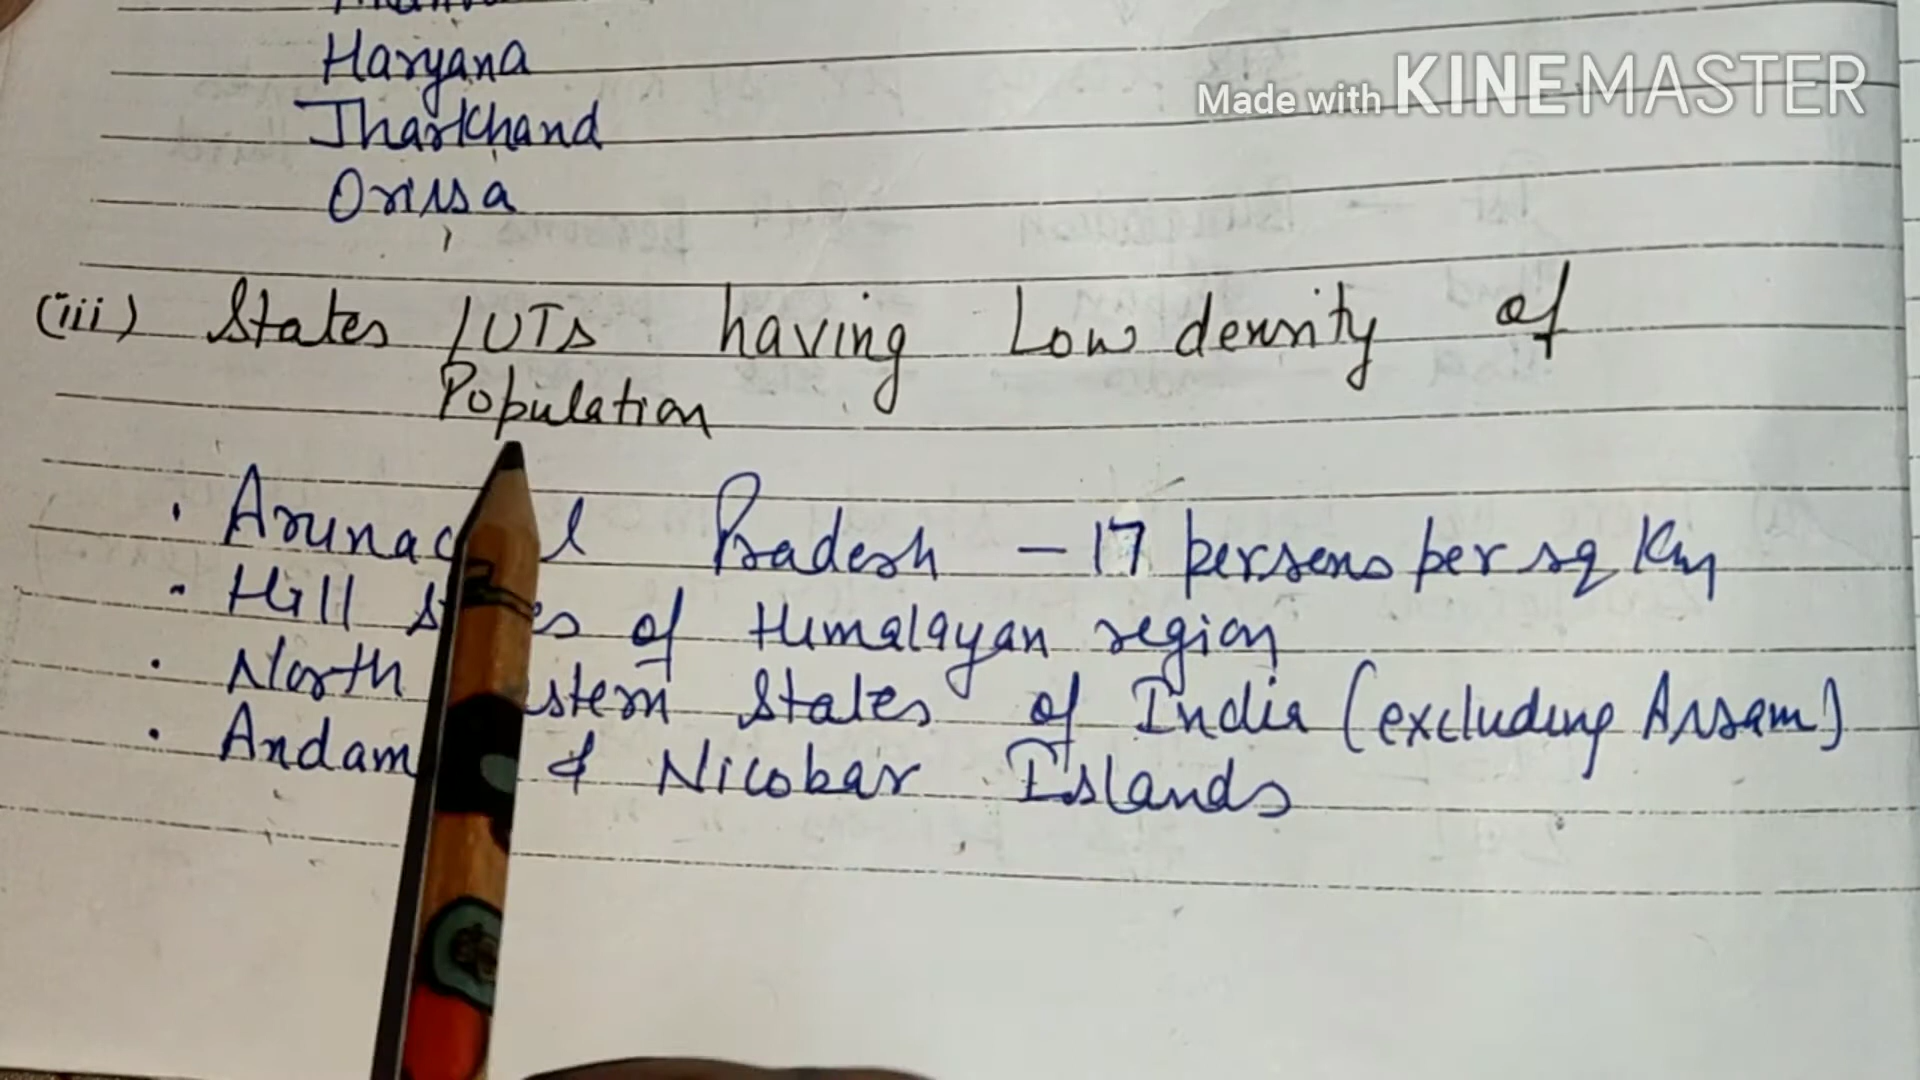 Haryana
Made with KINEMASTER
Jharkhand
Orissa
(iii) States /UTs having Low density of
Population
. Arunac l Pradesh - 17 persons per sq Km
. Hill s es of Himalayan region
. North stern States of India (excluding Assam)
. Andam & Nicobar Islands